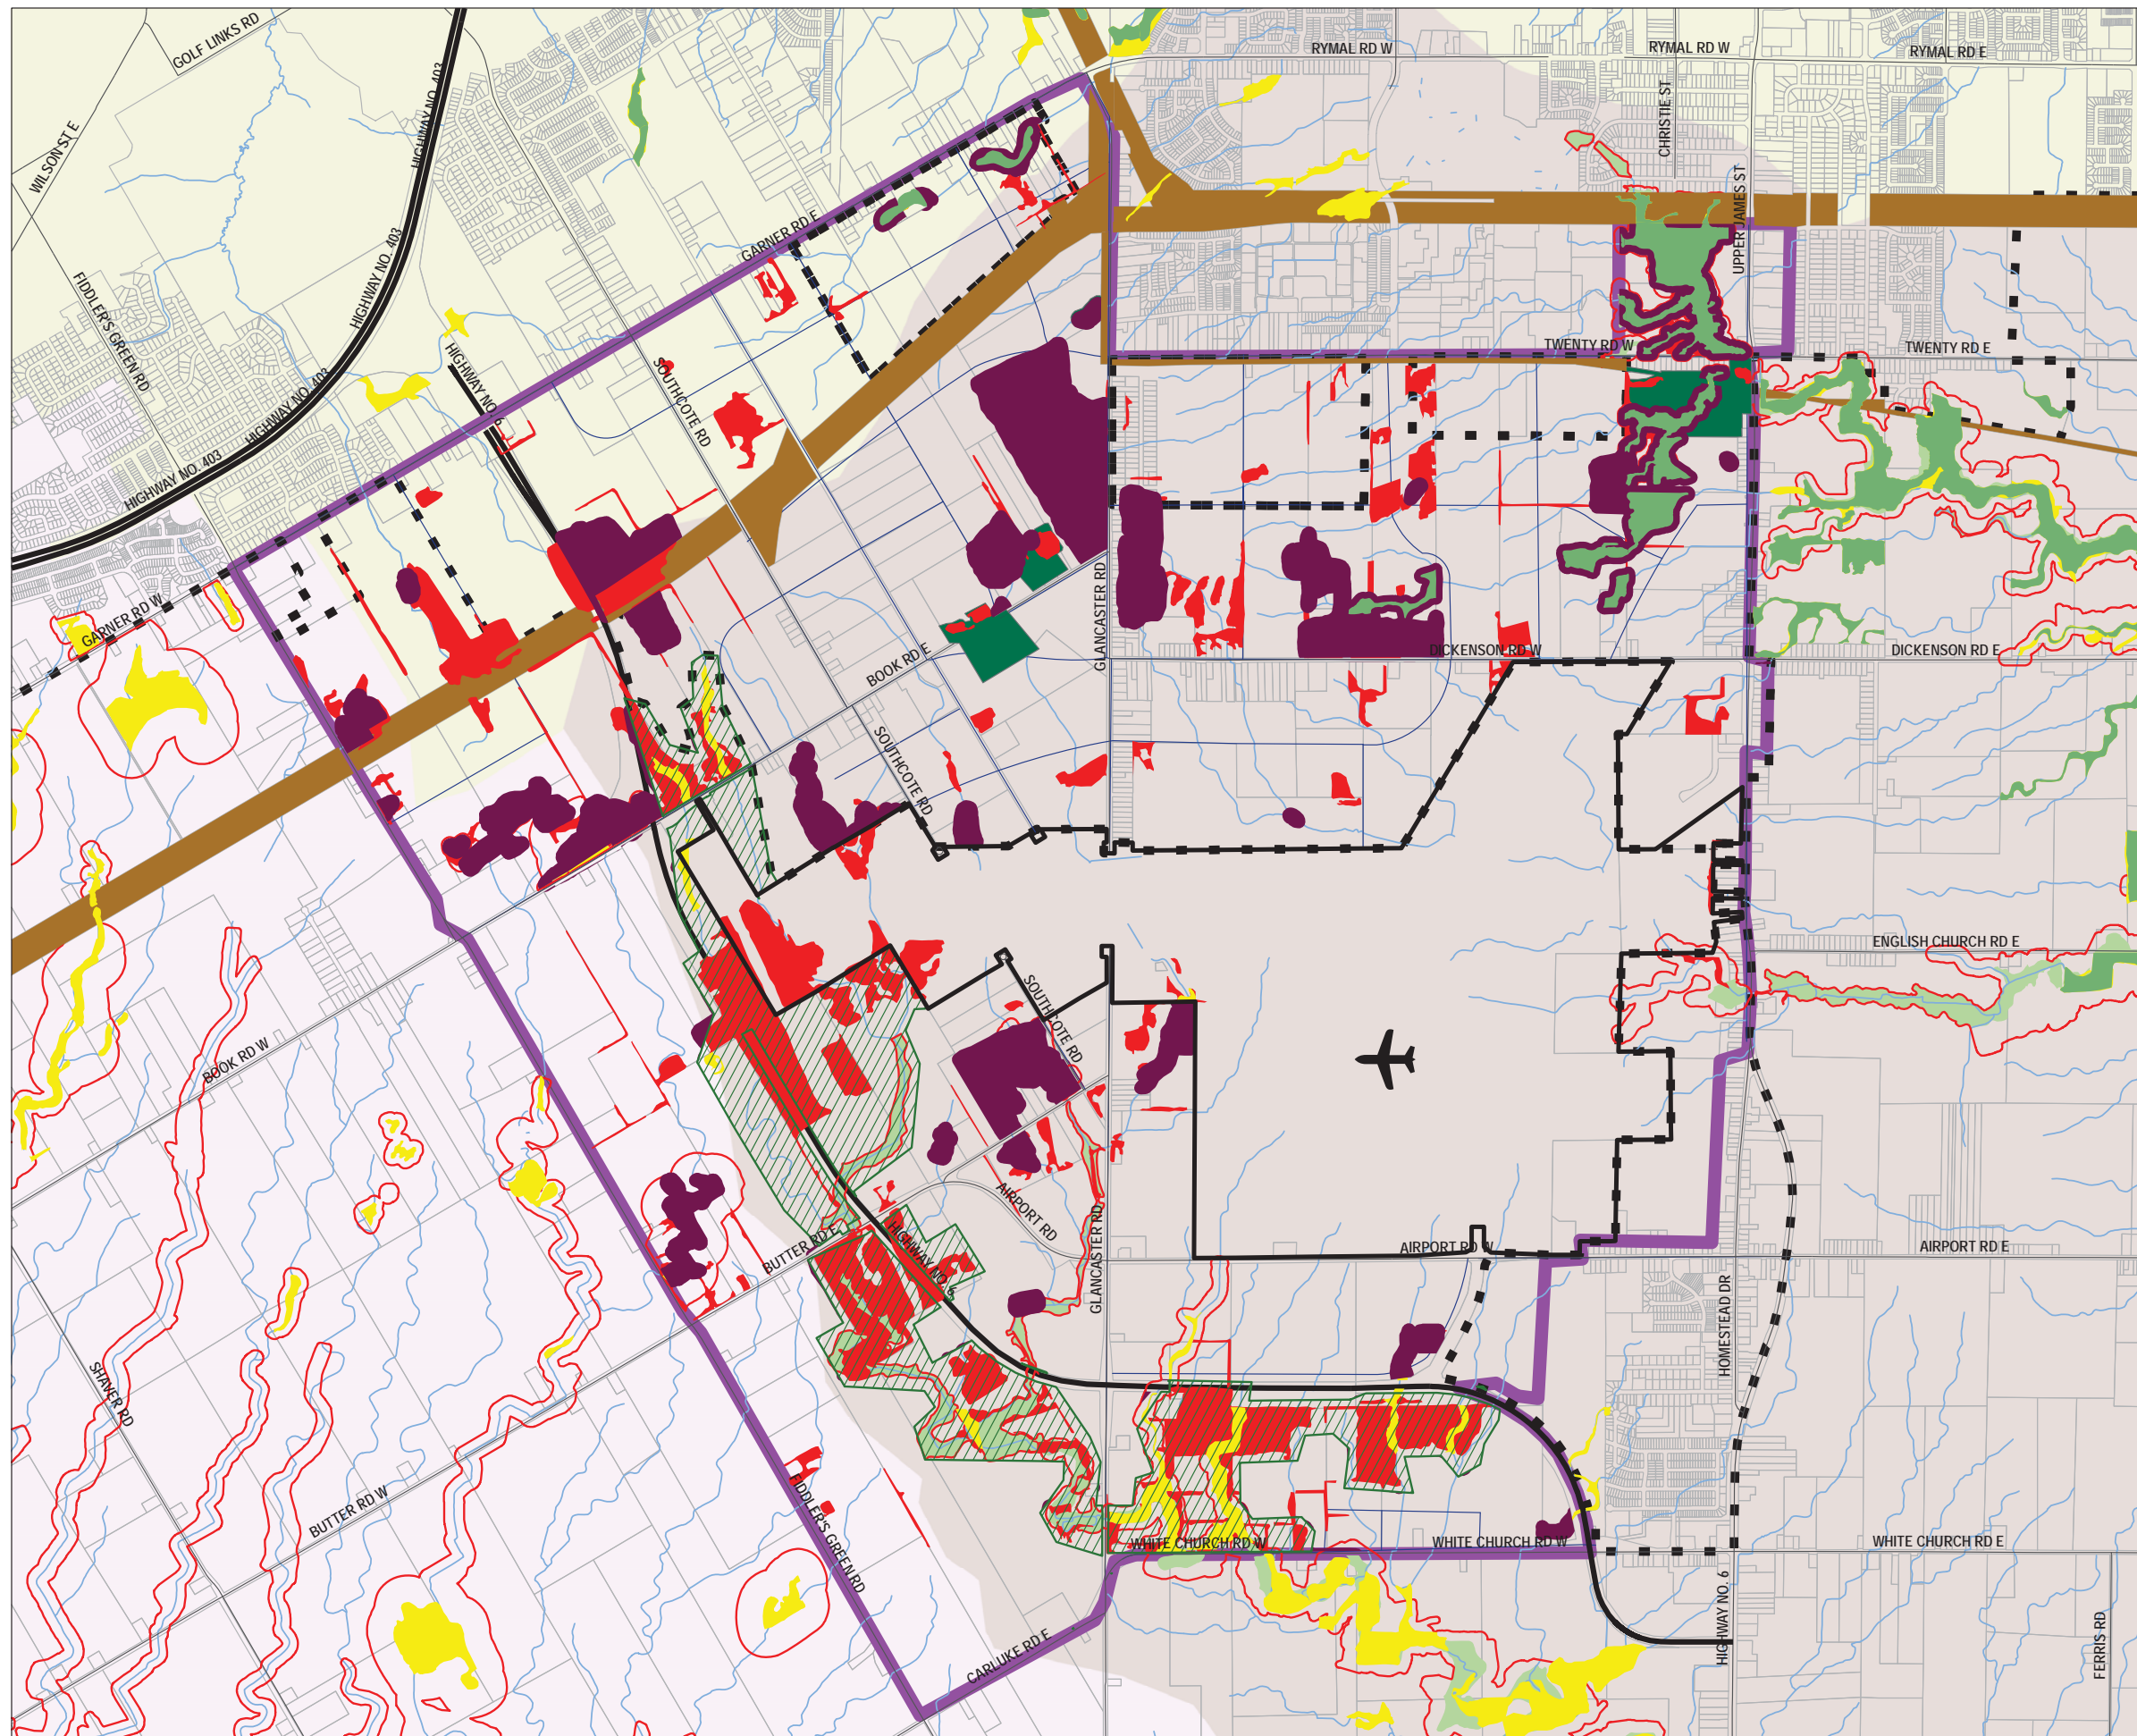 GOLF LINKS RD
RYMAL RD W
RYMAL RD W
RYMAL RD E
WILSON ST E
HIGHWAY NO. 403
CHRISTIE ST
UPPER JAMES ST
GARNER RD E
HIGHWAY NO. 403
FIDDLER'S GREEN RD
HIGHWAY NO. 6
SOUTHCOTE RD
TWENTY RD W
TWENTY RD E
HIGHWAY NO. 403
HIGHWAY NO. 403
GARNER RD W
GLANCASTER RD
BOOK RD E
DICKENSON RD W
DICKENSON RD E
SOUTHCOTE RD
ENGLISH CHURCH RD E
SOUTHCOTE RD
BOOK RD W
AIRPORT RD
BUTTER RD E
HIGHWAY NO. 6
GLANCASTER RD
AIRPORT RD W
AIRPORT RD E
HOMESTEAD DR
SHAVER RD
BUTTER RD W
FIDDLER'S GREEN RD
WHITE CHURCH RD W
WHITE CHURCH RD W
WHITE CHURCH RD E
CARLUKE RD E
HIGHWAY NO. 6
FERRIS RD